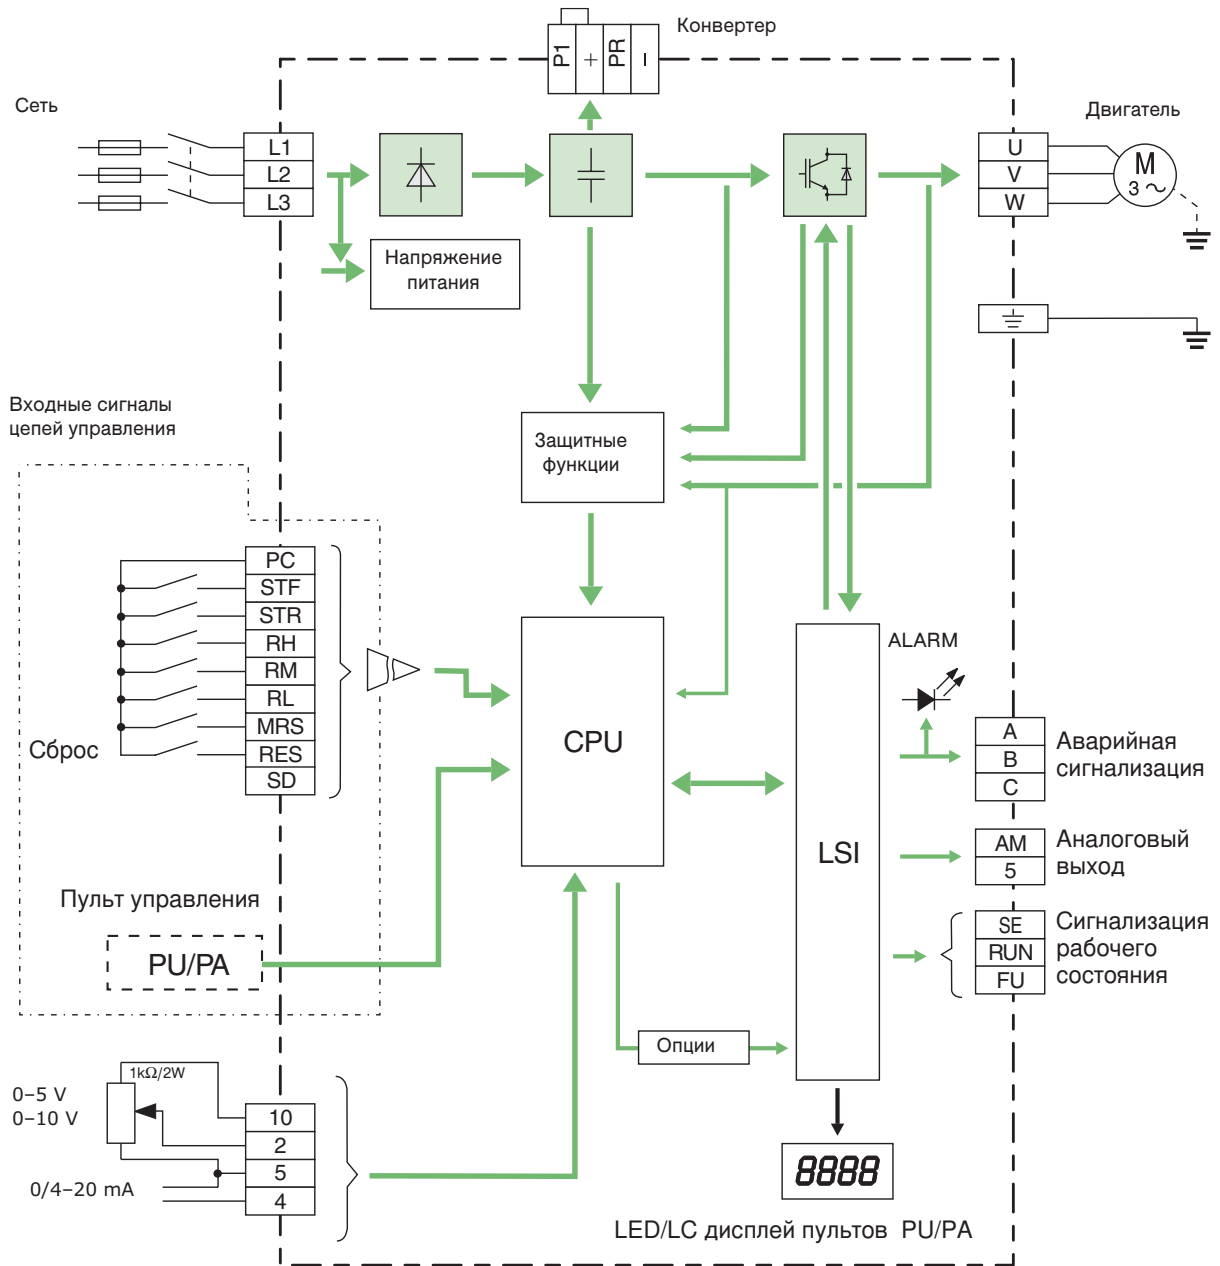 Конвертер
P1
+
PR
−
Сеть
L1
L2
L3
Двигатель
U
V
W
M
3 ~
Напряжение
питания
Входные сигналы
цепей управления
Защитные
функции
PC
STF
STR
RH
RM
RL
MRS
RES
SD
Сброс
CPU
LSI
ALARM
A
B
C
Аварийная
сигнализация
AM
5
Аналоговый
выход
SE
RUN
FU
Сигнализация
рабочего
состояния
Пульт управления
PU/PA
Опции
1kΩ/2W
0–5 V
0–10 V
10
2
5
4
0/4–20 mA
8888
LED/LC дисплей пультов PU/PA